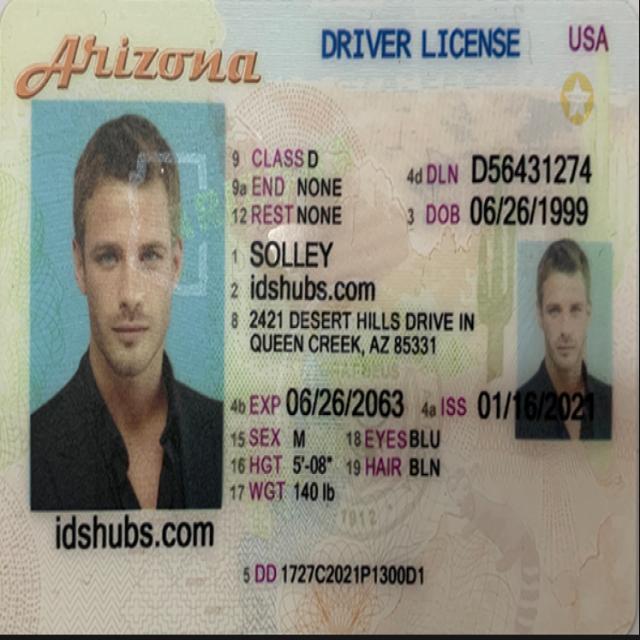 Arizona DRIVER LICENSE USA
9 CLASS D
9a END NONE
12 REST NONE
4d DLN D56431274
3 DOB 06/26/1999
1 SOLLEY
2 idshubs.com
8 2421 DESERT HILLS DRIVE IN
QUEEN CREEK, AZ 85331
4b EXP 06/26/2063 4a ISS 01/16/2021
15 SEX M 18 EYES BLU
16 HGT 5'-08" 19 HAIR BLN
17 WGT 140 lb
1912
idshubs.com
5 DD 1727C2021P1300D1